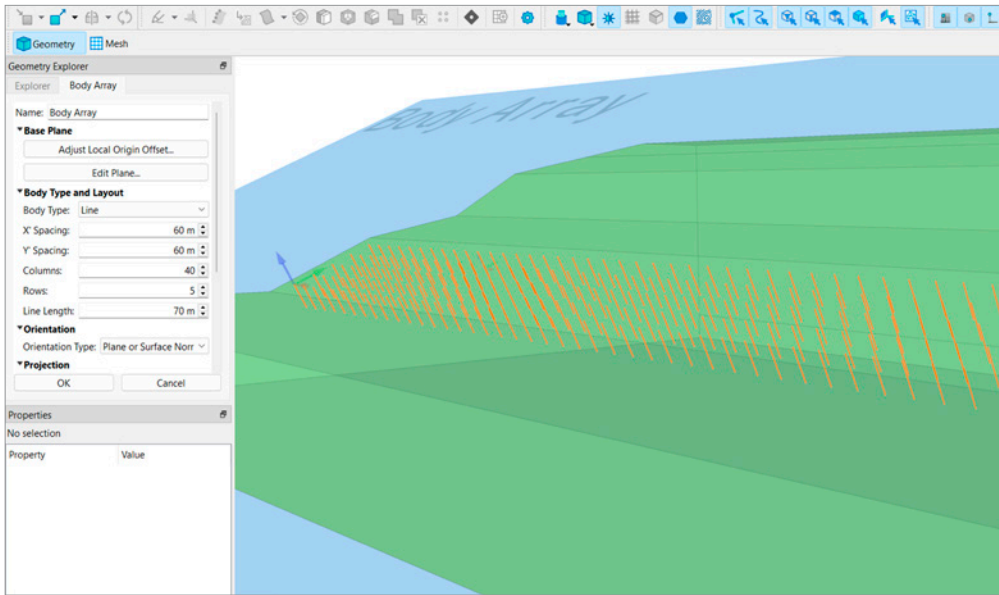 Geometry
Mesh
Geometry Explorer
Explorer
Body Array
Name: Body Array
Base Plane
Adjust Local Origin Offset...
Edit Plane...
Body Type and Layout
Body Type: Line
X' Spacing: 60 m
Y' Spacing: 60 m
Columns: 40
Rows: 5
Line Length: 70 m
Orientation
Orientation Type: Plane or Surface Norr
Projection
OK
Cancel
Properties
No selection
Property
Value
Body Array